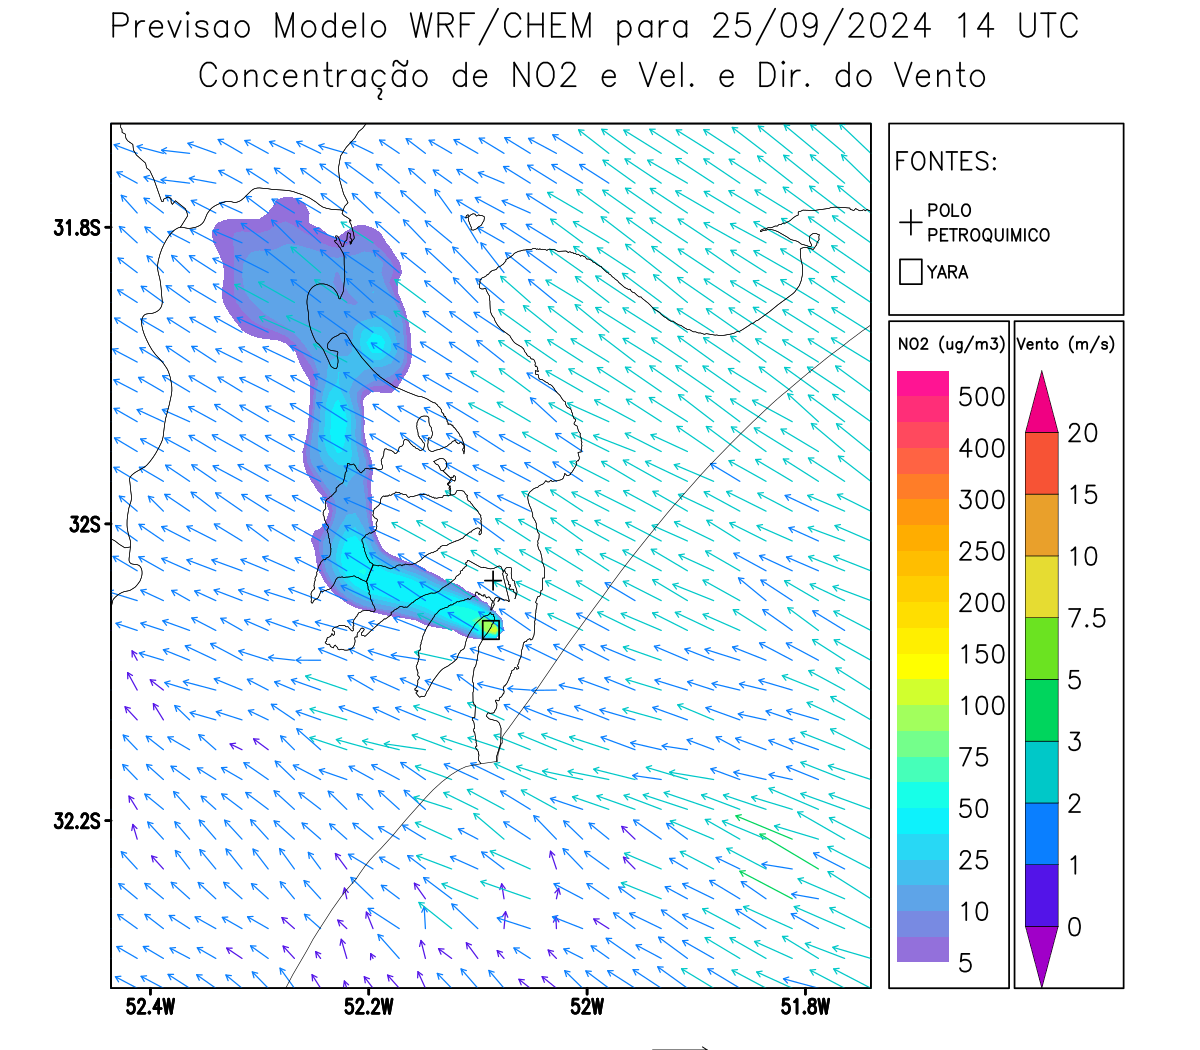 Previsao Modelo WRF/CHEM para 25/09/2024 14 UTC
Concentração de NO2 e Vel. e Dir. do Vento
FONTES:
POLO
PETROQUIMICO
YARA
NO2 (ug/m3)
500
400
300
250
200
150
100
75
50
25
10
5
Vento (m/s)
20
15
10
7.5
5
3
2
1
0
31.8S
32S
32.2S
52.4W
52.2W
52W
51.8W